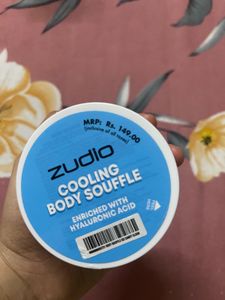 MRP: Rs. 149.00
(inclusive of all taxes)
zudio
COOLING
BODY SOUFFLE
ENRICHED WITH
HYALURONIC ACID